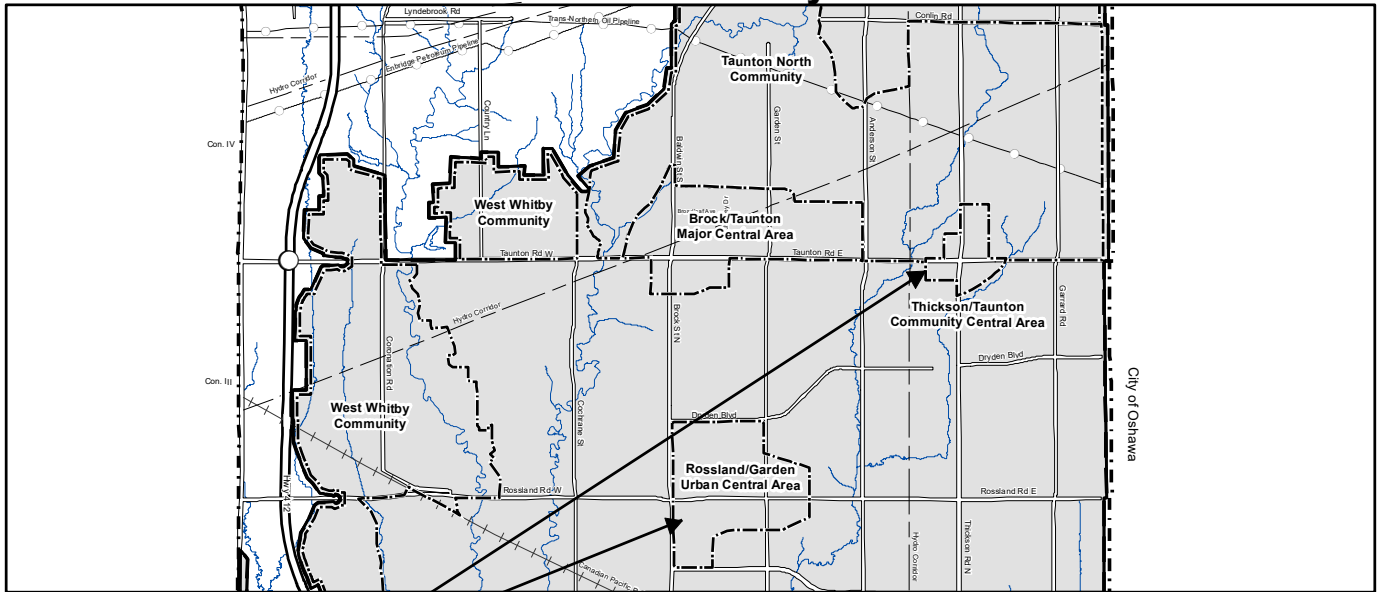 Lyndebrook Rd
Trans-Northern Oil Pipeline
Conlin Rd
Enbridge Petroleum Pipeline
Hydro Corridor
Taunton North
Community
Country Ln
Garden St
Anderson St
Con. IV
Baldwin St S
West Whitby
Community
Brock/Taunton
Major Central Area
Taunton Rd W
Taunton Rd E
Hydro Corridor
Brock St N
Thickson/Taunton
Community Central Area
Garrard Rd
Coronation Rd
Dryden Blvd
Con. III
City of Oshawa
West Whitby
Community
Cochrane St
Dryden Blvd
Rossland/Garden
Urban Central Area
Hwy 412
Rossland Rd W
Rossland Rd E
Hydro Corridor
Thickson Rd N
Canadian Pacific